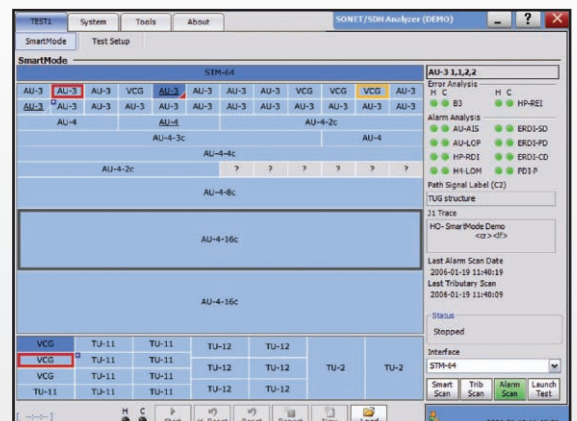 TEST1 System Tools About SONET/SDH Analyzer (DEMO) ? X
SmartMode Test Setup
SmartMode
STM-64
AU-3 AU-3 AU-3 VCG AU-3 AU-3 AU-3 AU-3 VCG VCG VCG AU-3
AU-3 AU-3 AU-3 AU-3 AU-3 AU-3 AU-3 AU-3 AU-3 AU-3 AU-3 AU-3
AU-4 AU-4 AU-4-2c
AU-4-3c AU-4
AU-4-4c
AU-4-2c ? ? ? ? ? ?
AU-4-8c
AU-4-16c
AU-4-16c
VCG TU-11 TU-11 TU-12 TU-12 TU-2 TU-2
VCG TU-11 TU-11 TU-12 TU-12
VCG TU-11 TU-11
TU-11 TU-11 TU-11 TU-12 TU-12
AU-3 1,1,2,2
Error Analysis
H C H C
B3 HP-REI
Alarm Analysis
AU-AIS ERDI-SD
AU-LOP ERDI-PD
HP-RDI ERDI-CD
H4-LOM PDI-P
Path Signal Label (C2)
TUG structure
J1 Trace
HO- SmartMode Demo
<cr><lf>
Last Alarm Scan Date
2006-01-19 11:40:19
Last Tributary Scan
2006-01-19 11:40:09
Status
Stopped
Interface
STM-64
Smart Scan Trib Scan Alarm Scan Launch Test
[ --:--:-- ] H C Start H. Reset Reset Report New Load